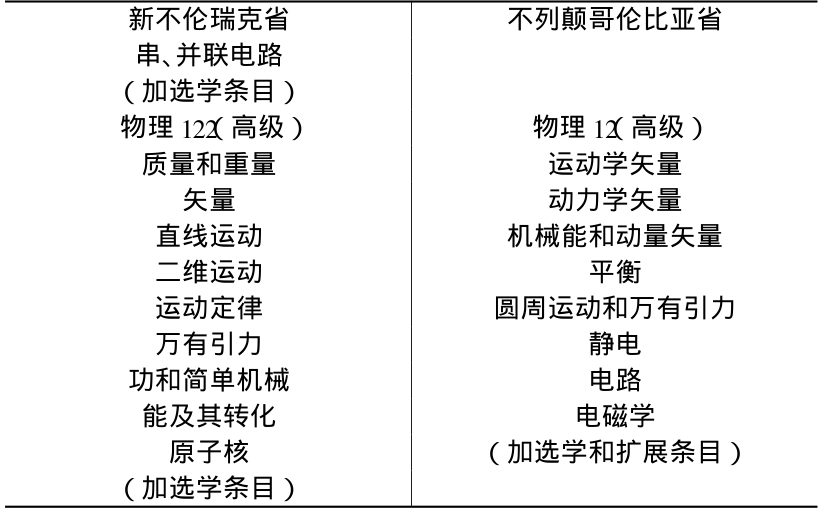 新不伦瑞克省
串、并联电路
(加选学条目)
物理 122(高级)
质量和重量
矢量
直线运动
二维运动
运动定律
万有引力
功和简单机械
能及其转化
原子核
(加选学条目)
不列颠哥伦比亚省
物理 12(高级)
运动学矢量
动力学矢量
机械能和动量矢量
平衡
圆周运动和万有引力
静电
电路
电磁学
(加选学和扩展条目)